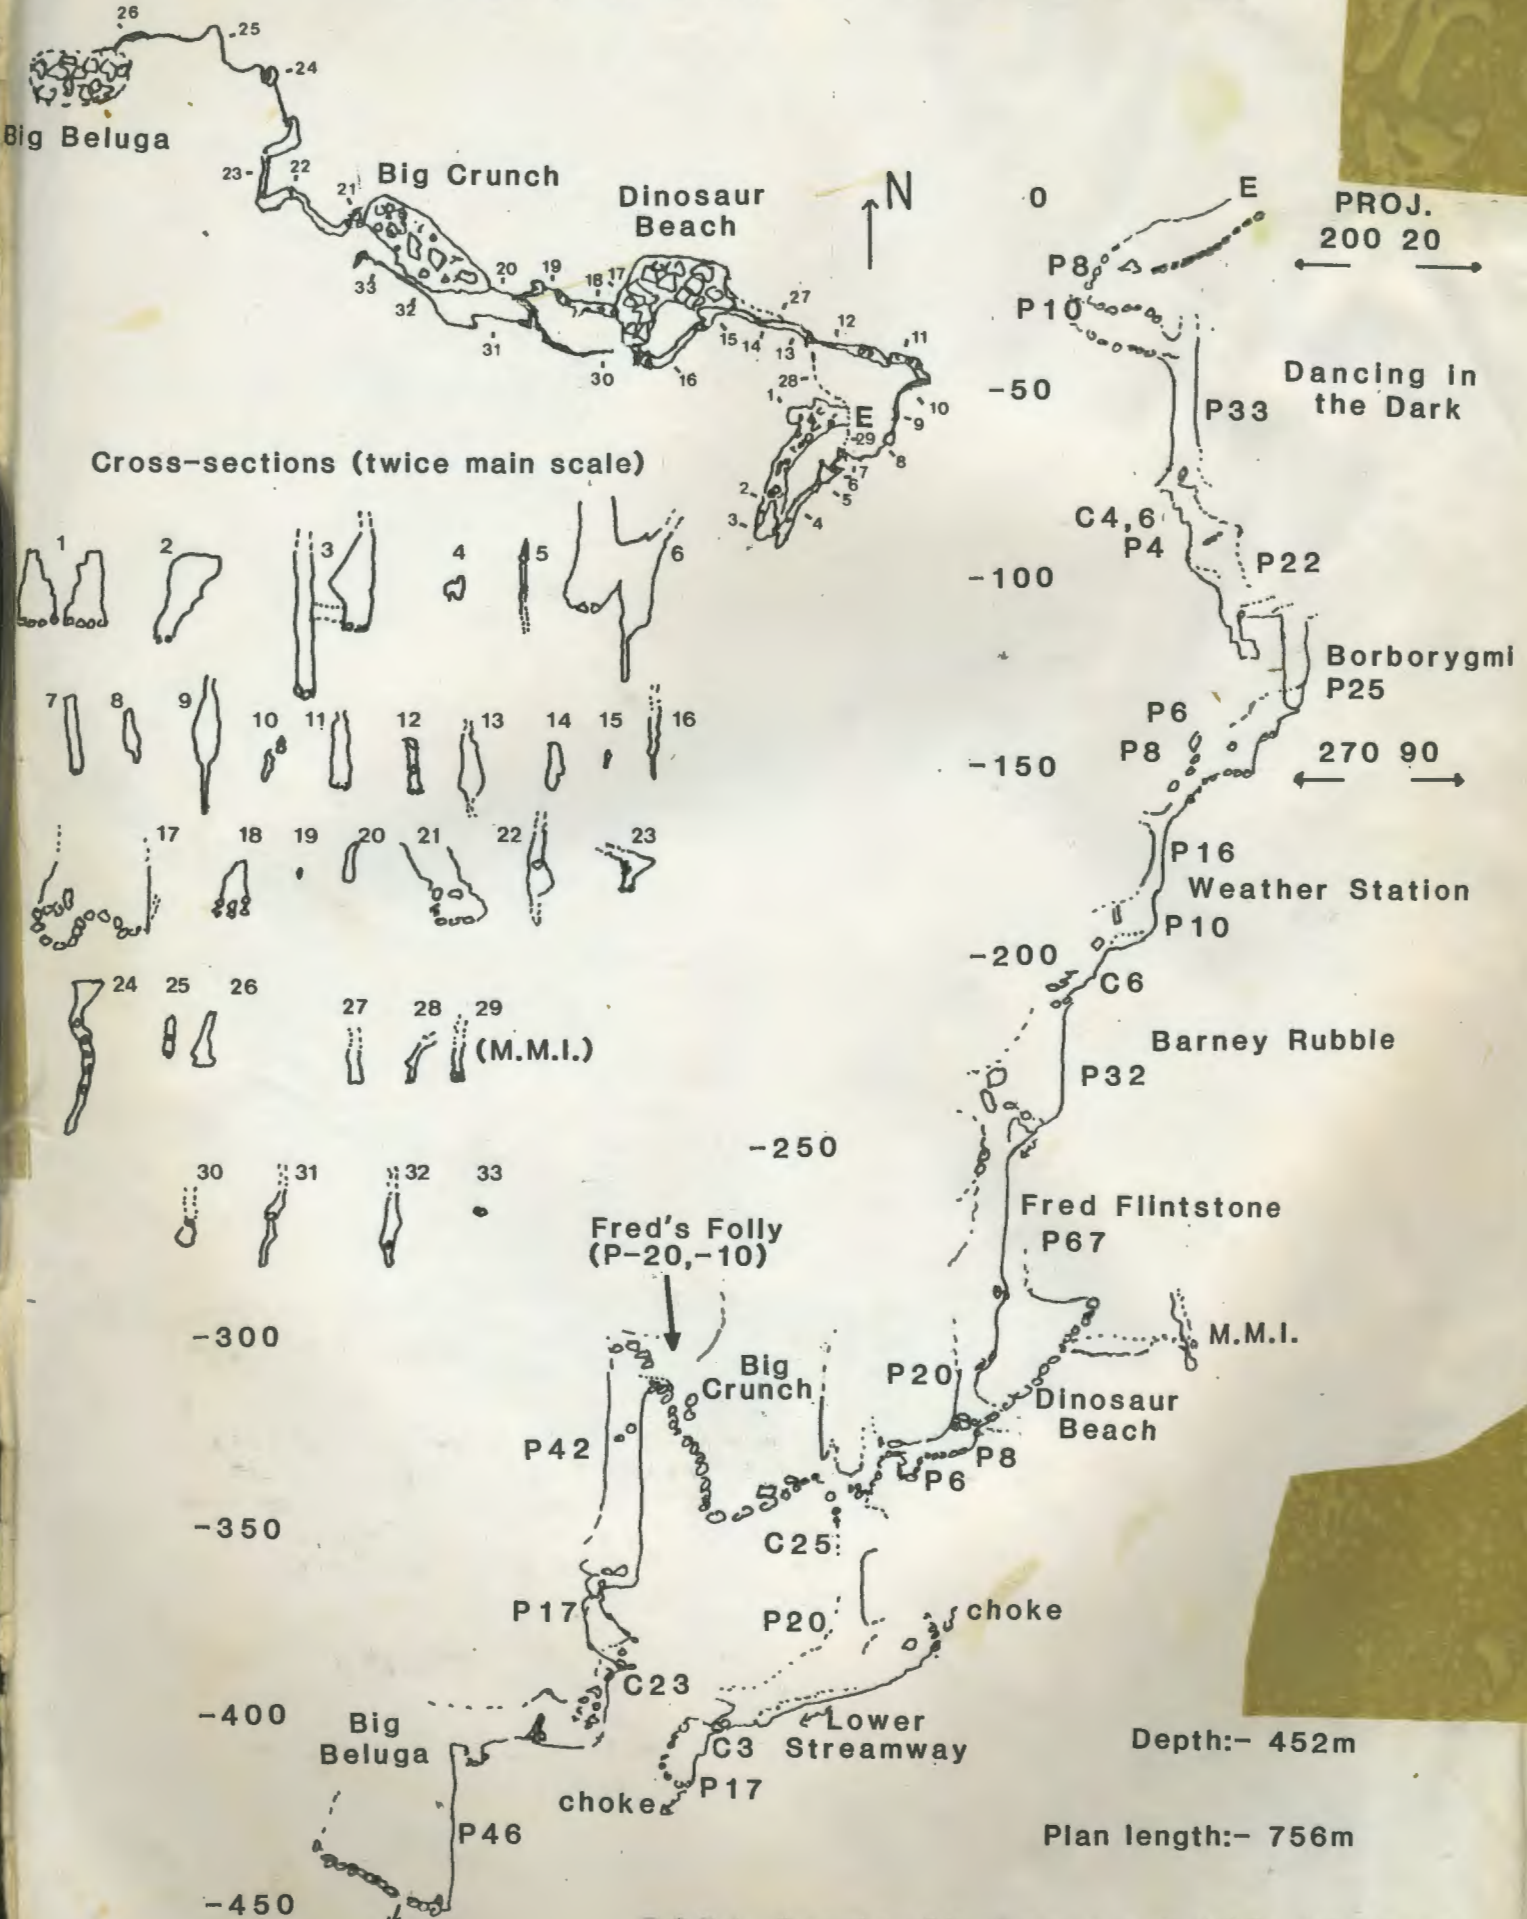 26
25
24
Big Beluga
23
22
21
Big Crunch
Dinosaur
Beach
N
33
32
20
19
18
17
31
30
16
15
14
13
27
12
11
28
10
9
1
E
29
8
7
6
5
2
3
4
Cross-sections (twice main scale)
1
2
3
4
5
6
7
8
9
10
11
12
13
14
15
16
17
18
19
20
21
22
23
24
25
26
27
28
29
(M.M.I.)
30
31
32
33
0
E
PROJ.
200 20
P8
P10
-50
Dancing in
the Dark
P33
C4,6
P4
P22
-100
Borborygmi
P25
P6
P8
-150
270 90
P16
Weather Station
P10
-200
C6
Barney Rubble
P32
-250
Fred Flintstone
P67
Fred's Folly
(P-20,-10)
-300
M.M.I.
Big
Crunch
P20
Dinosaur
Beach
P42
P8
P6
-350
C25
P17
P20
choke
C23
-400
Big
Beluga
Lower
Streamway
C3
P17
choke
Depth:- 452m
P46
Plan length:- 756m
-450